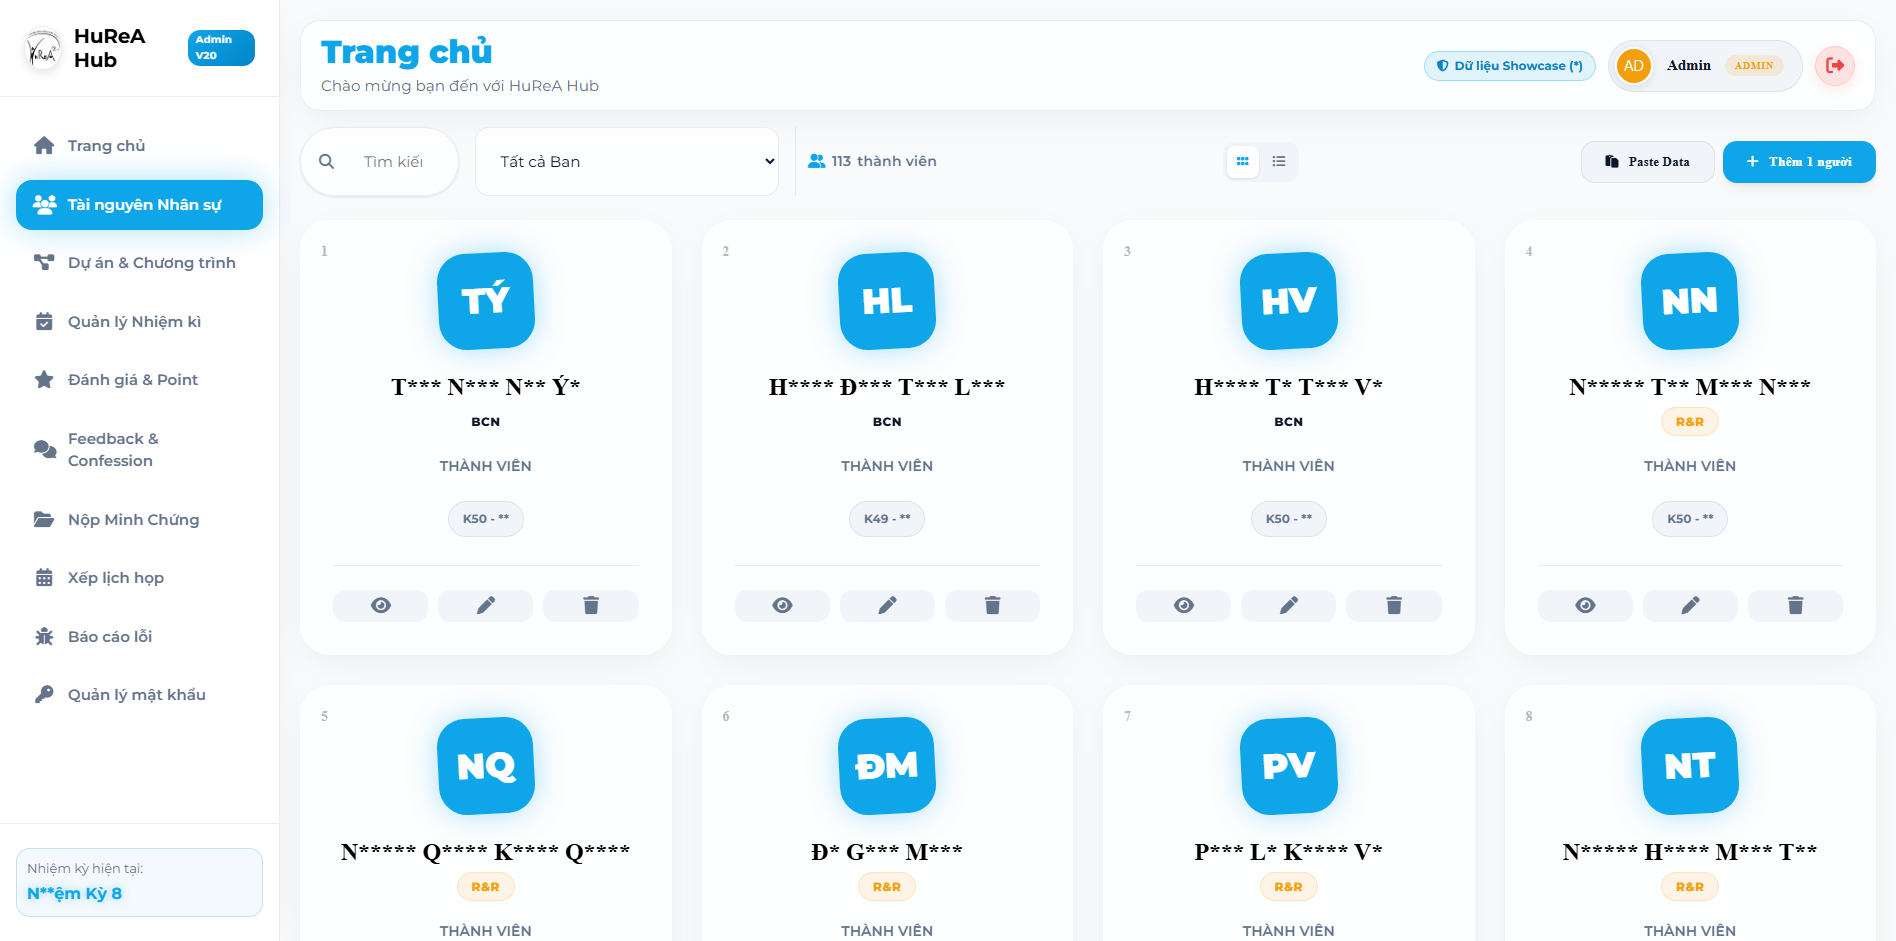 HuReA
Hub
Admin
V20
Trang chủ
Tài nguyên Nhân sự
Dự án & Chương trình
Quản lý Nhiệm kì
Đánh giá & Point
Feedback &
Confession
Nộp Minh Chứng
Xếp lịch họp
Báo cáo lỗi
Quản lý mật khẩu
Nhiệm kỳ hiện tại:
N**ệm Kỳ 8
Trang chủ
Chào mừng bạn đến với HuReA Hub
Dữ liệu Showcase (*)
AD
Admin
ADMIN
Tìm kiế
Tất cả Ban
113 thành viên
Paste Data
Thêm 1 người
1
TÝ
T*** N*** N** Ý*
BCN
THÀNH VIÊN
K50 - **
2
HL
H**** Đ*** T*** L***
BCN
THÀNH VIÊN
K49 - **
3
HV
H**** T* T*** V*
BCN
THÀNH VIÊN
K50 - **
4
NN
N***** T** M*** N***
R&R
THÀNH VIÊN
K50 - **
5
NQ
N***** Q**** K**** Q****
R&R
THÀNH VIÊN
6
ĐM
Đ* G*** M***
R&R
THÀNH VIÊN
7
PV
P*** L* K**** V*
R&R
THÀNH VIÊN
8
NT
N***** H**** M*** T**
R&R
THÀNH VIÊN